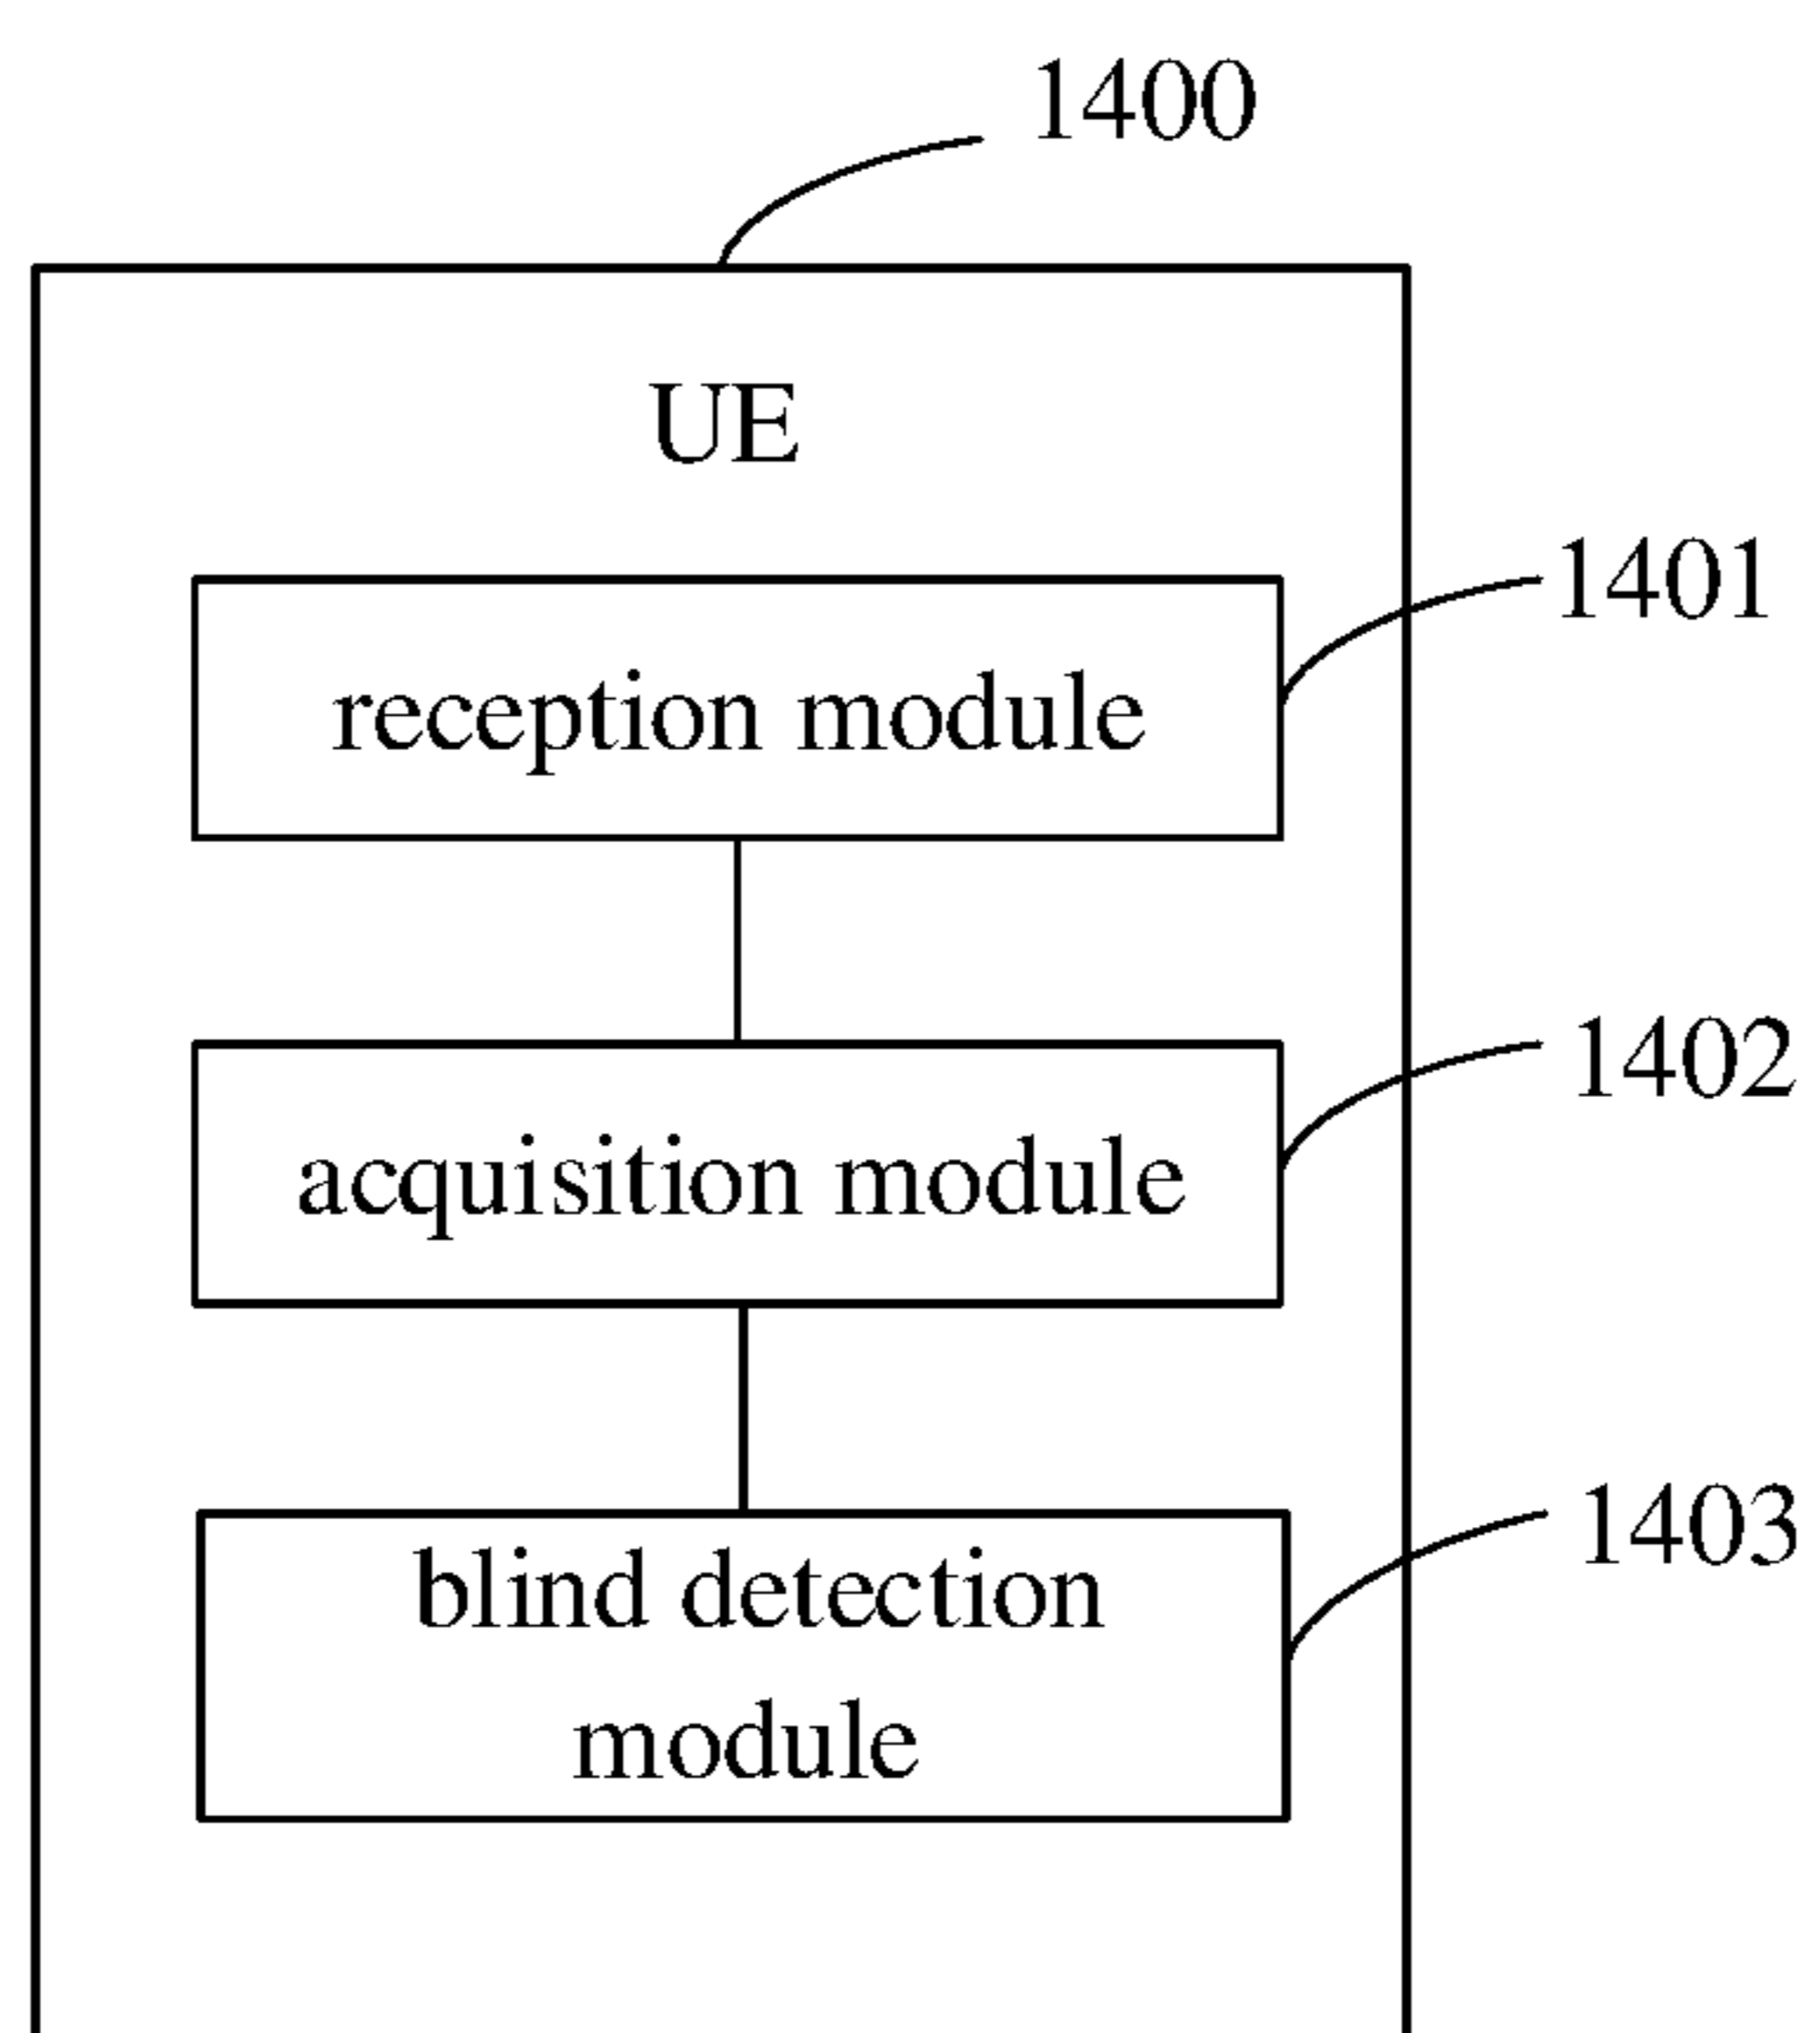 1400
UE
1401
reception module
1402
acquisition module
1403
blind detection
module